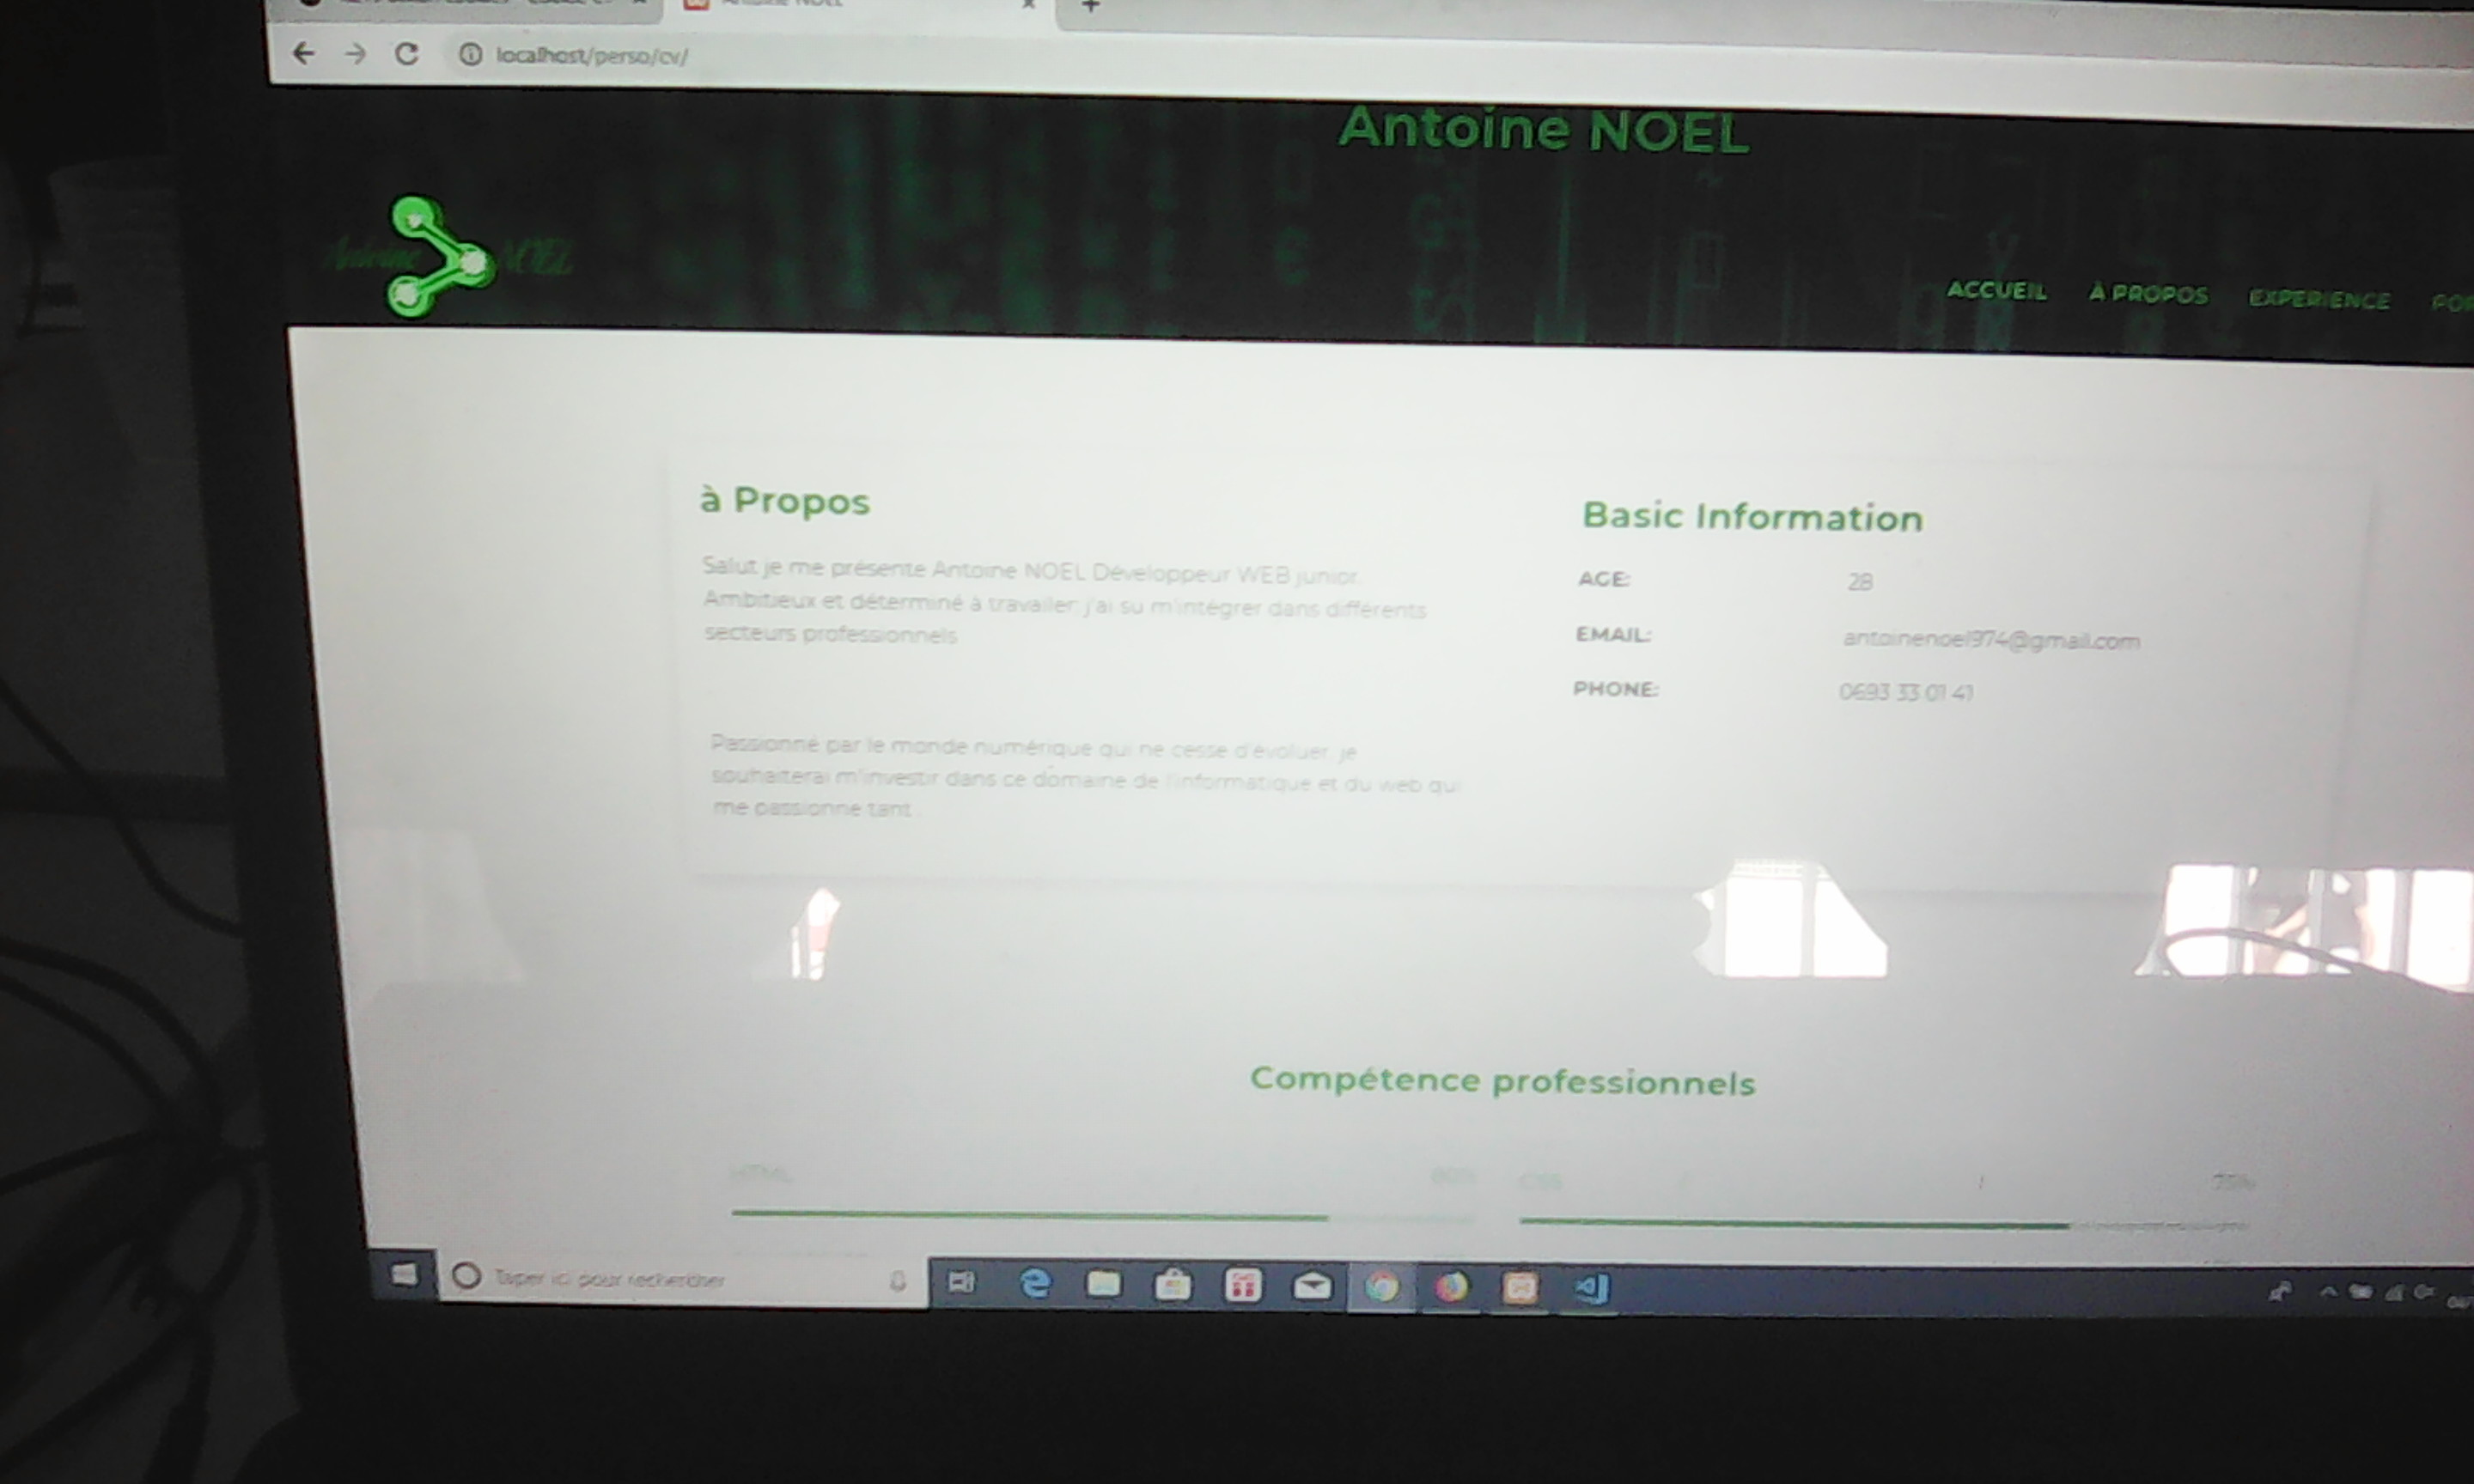 Antoine NOEL
localhost/perso/cv/
Antoine NOEL
Antoine NOEL
ACCUEIL À PROPOS EXPERIENCE
à Propos
Salut je me présente Antoine NOEL Développeur WEB junior.
Ambitieux et déterminé à travailler j'ai su m'intégrer dans différents
secteurs professionnels
Passionné par le monde numérique qui ne cesse d'évoluer, je
souhaiterai m'investir dans ce domaine de l'informatique et du web qui
me passionne tant
Basic Information
AGE: 28
EMAIL: antoinenoel974@gmail.com
PHONE: 0693 33 01 41
Compétence professionnels
HTML 80% CSS 75%
Taper ici pour rechercher